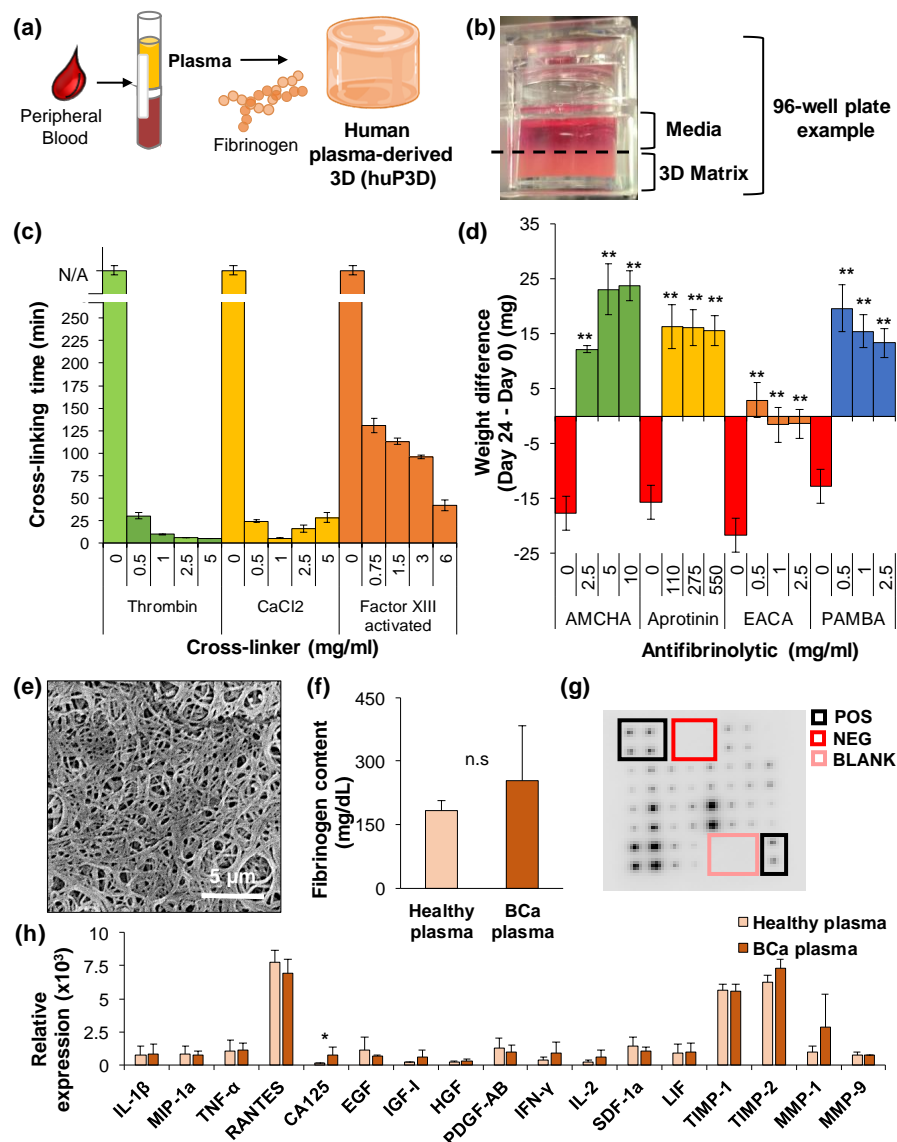 (a)
Peripheral
Blood
Plasma
Fibrinogen
Human
plasma-derived
3D (huP3D)
(b)
Media
3D Matrix
96-well plate
example
(c)
Cross-linking time (min)
N/A
250
225
200
175
150
125
100
75
50
25
0
0 0.5 1 2.5 5 0 0.5 1 2.5 5 0 0.75 1.5 3 6
Thrombin CaCl2 Factor XIII
activated
Cross-linker (mg/ml)
(d)
Weight difference
(Day 24 - Day 0) (mg)
35
25
15
5
-5
-15
-25
** ** ** ** ** ** ** ** ** ** ** **
0 2.5 5 10 0 110 275 550 0 0.5 1 2.5 0 0.5 1 2.5
AMCHA Aprotinin EACA PAMBA
Antifibrinolytic (mg/ml)
(e)
5 µm
(f)
Fibrinogen content
(mg/dL)
450
300
150
0
n.s
Healthy
plasma
BCa
plasma
(g)
POS
NEG
BLANK
(h)
Relative
expression (x10³)
10
7.5
5
2.5
0
*
Healthy plasma
BCa plasma
IL-1β
MIP-1a
TNF-α
RANTES
CA125
EGF
IGF-I
HGF
PDGF-AB
IFN-γ
IL-2
SDF-1a
LIF
TIMP-1
TIMP-2
MMP-1
MMP-9